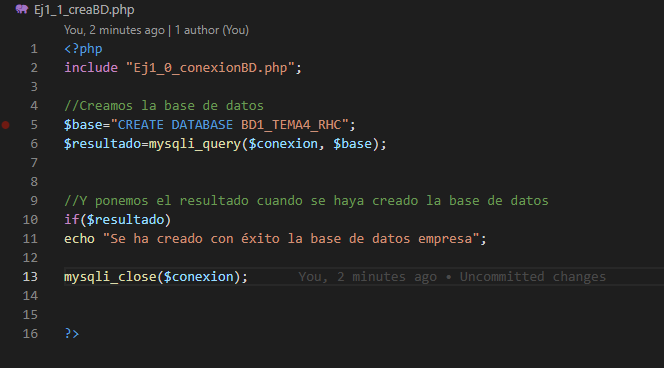 Ej1_1_creaBD.php
You, 2 minutes ago | 1 author (You)
1 <?php
2 include "Ej1_0_conexionBD.php";
3
4 //Creamos la base de datos
5 $base="CREATE DATABASE BD1_TEMA4_RHC";
6 $resultado=mysqli_query($conexion, $base);
7
8
9 //Y ponemos el resultado cuando se haya creado la base de datos
10 if($resultado)
11 echo "Se ha creado con éxito la base de datos empresa";
12
13 mysqli_close($conexion); You, 2 minutes ago • Uncommitted changes
14
15
16 ?>